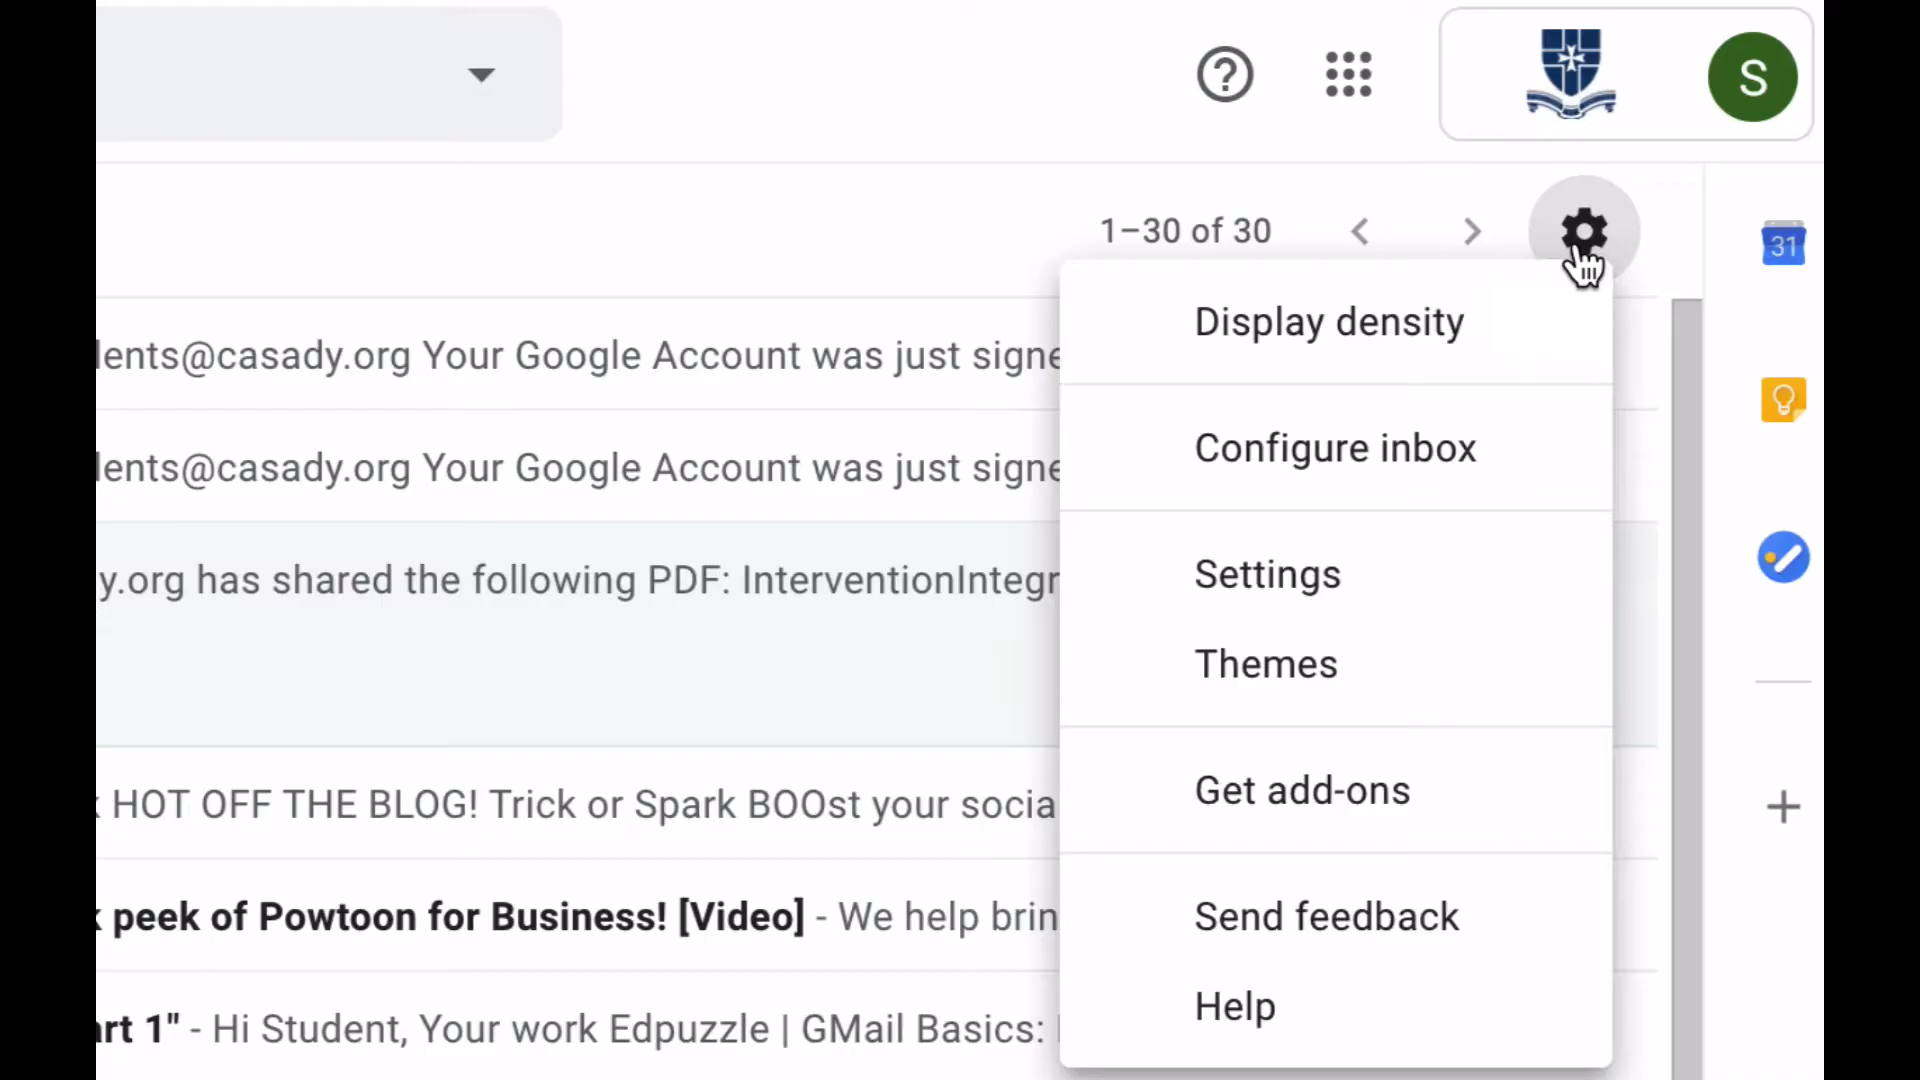 S
1–30 of 30
31
Display density
lents@casady.org Your Google Account was just signe
Configure inbox
lents@casady.org Your Google Account was just signe
Settings
y.org has shared the following PDF: InterventionIntegr
Themes
Get add-ons
HOT OFF THE BLOG! Trick or Spark BOOst your socia
Send feedback
peek of Powtoon for Business! [Video] - We help brin
Help
art 1" - Hi Student, Your work Edpuzzle | GMail Basics: